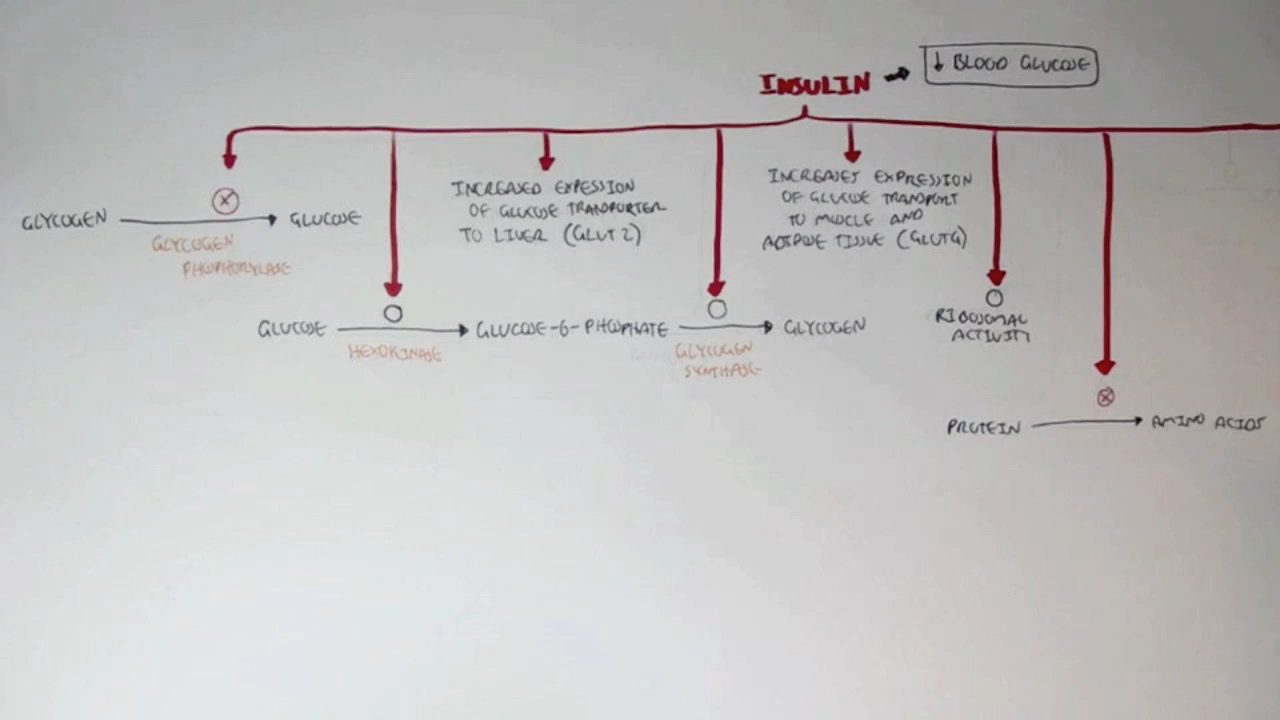 INSULIN
↓ BLOOD GLUCOSE
GLYCOGEN
GLUCOSE
GLYCOGEN
PHOSPHORYLASE
INCREASED EXPESSION
OF GLUCOSE TRANSPORTER
TO LIVER (GLUT 2)
INCREASES EXPRESSION
OF GLUCOSE TRANSPORT
TO MUSCLE AND
ADIPOSE TISSUE (GLUT4)
GLUCOSE
HEXOKINASE
GLUCOSE-6-PHOSPHATE
GLYCOGEN
SYNTHASE
GLYCOGEN
RIBOSOMAL
ACTIVITY
PROTEIN
AMINO ACIDS